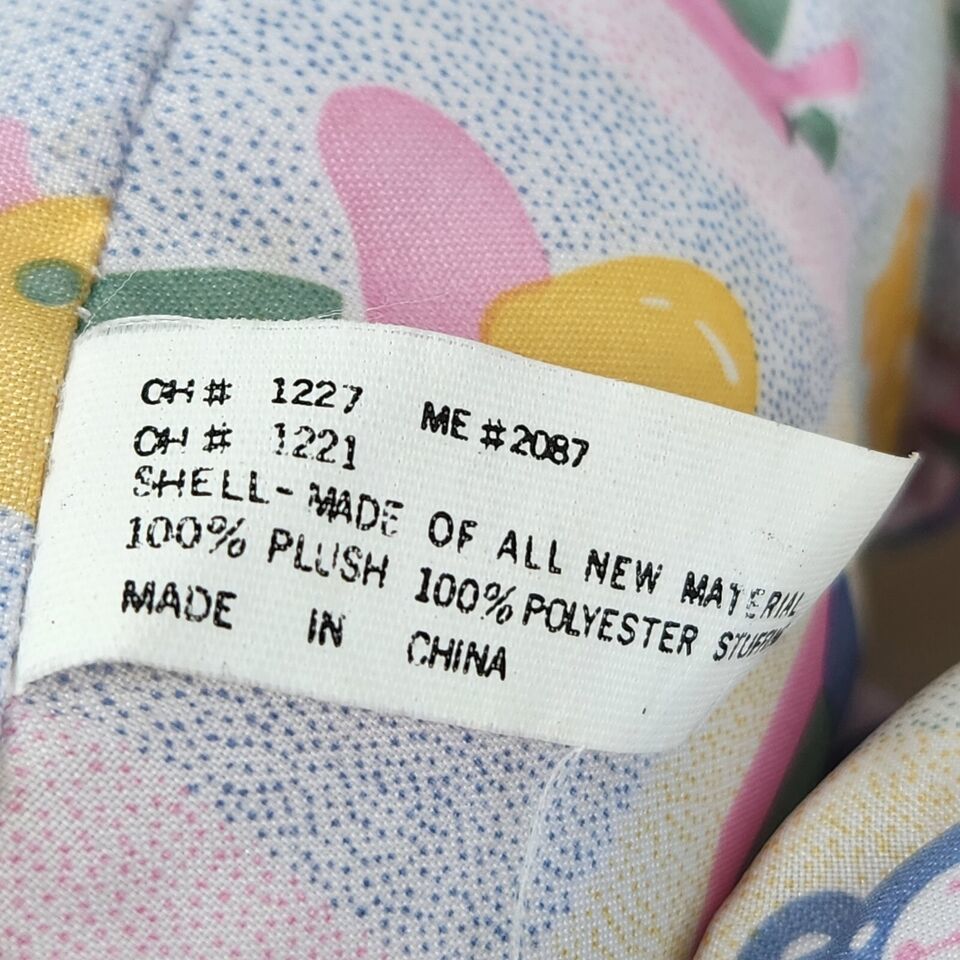 CH# 1227 ME #2087
CH# 1221
SHELL- MADE OF ALL NEW MATERIAL
100% PLUSH 100% POLYESTER
MADE IN CHINA